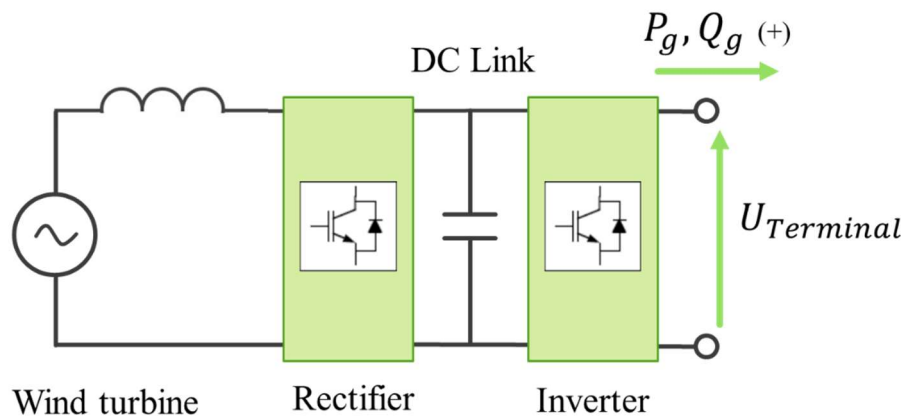 P_g, Q_g (+)
DC Link
U_Terminal
Wind turbine
Rectifier
Inverter